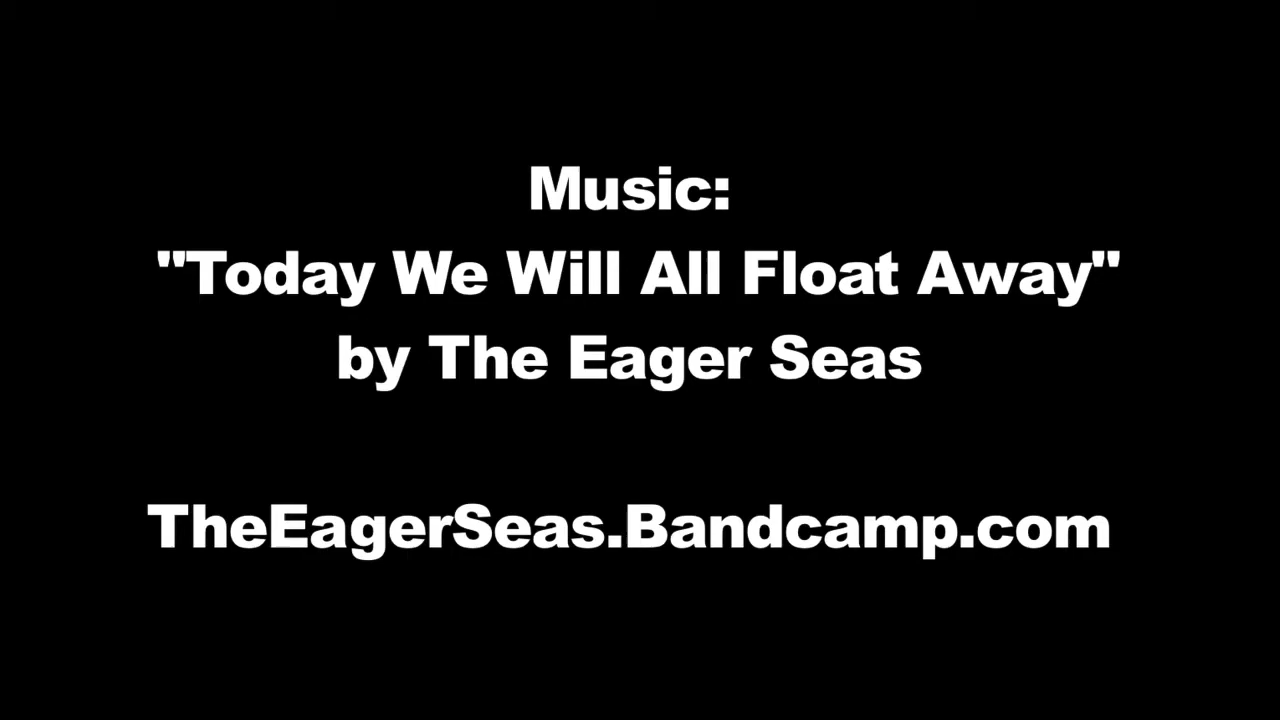 Music:
"Today We Will All Float Away"
by The Eager Seas
TheEagerSeas.Bandcamp.com